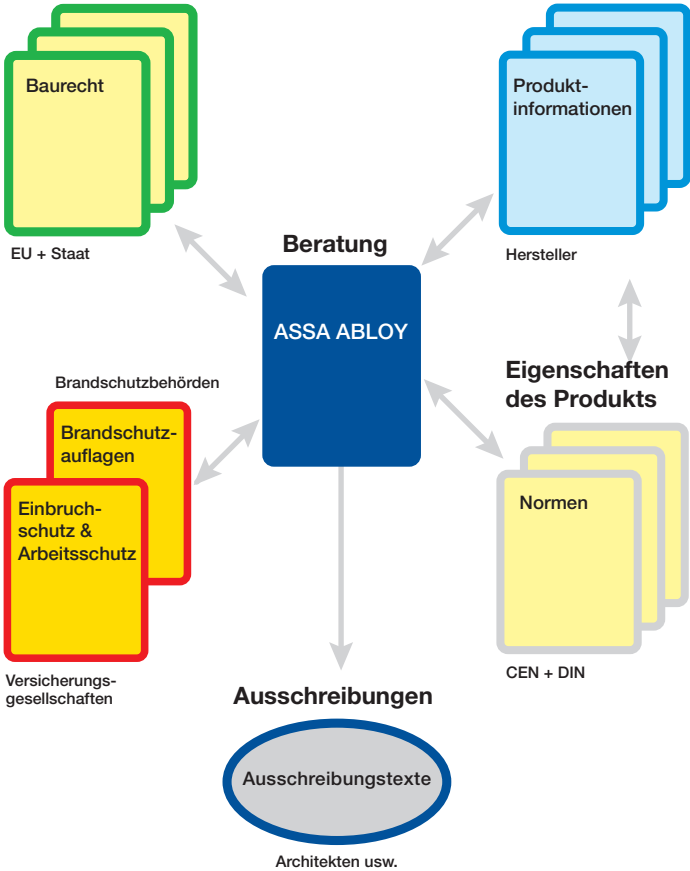 Baurecht
EU + Staat
Produkt-
informationen
Hersteller
Beratung
ASSA ABLOY
Brandschutzbehörden
Brandschutz-
auflagen
Einbruch-
schutz &
Arbeitsschutz
Versicherungs-
gesellschaften
Eigenschaften
des Produkts
Normen
CEN + DIN
Ausschreibungen
Ausschreibungstexte
Architekten usw.